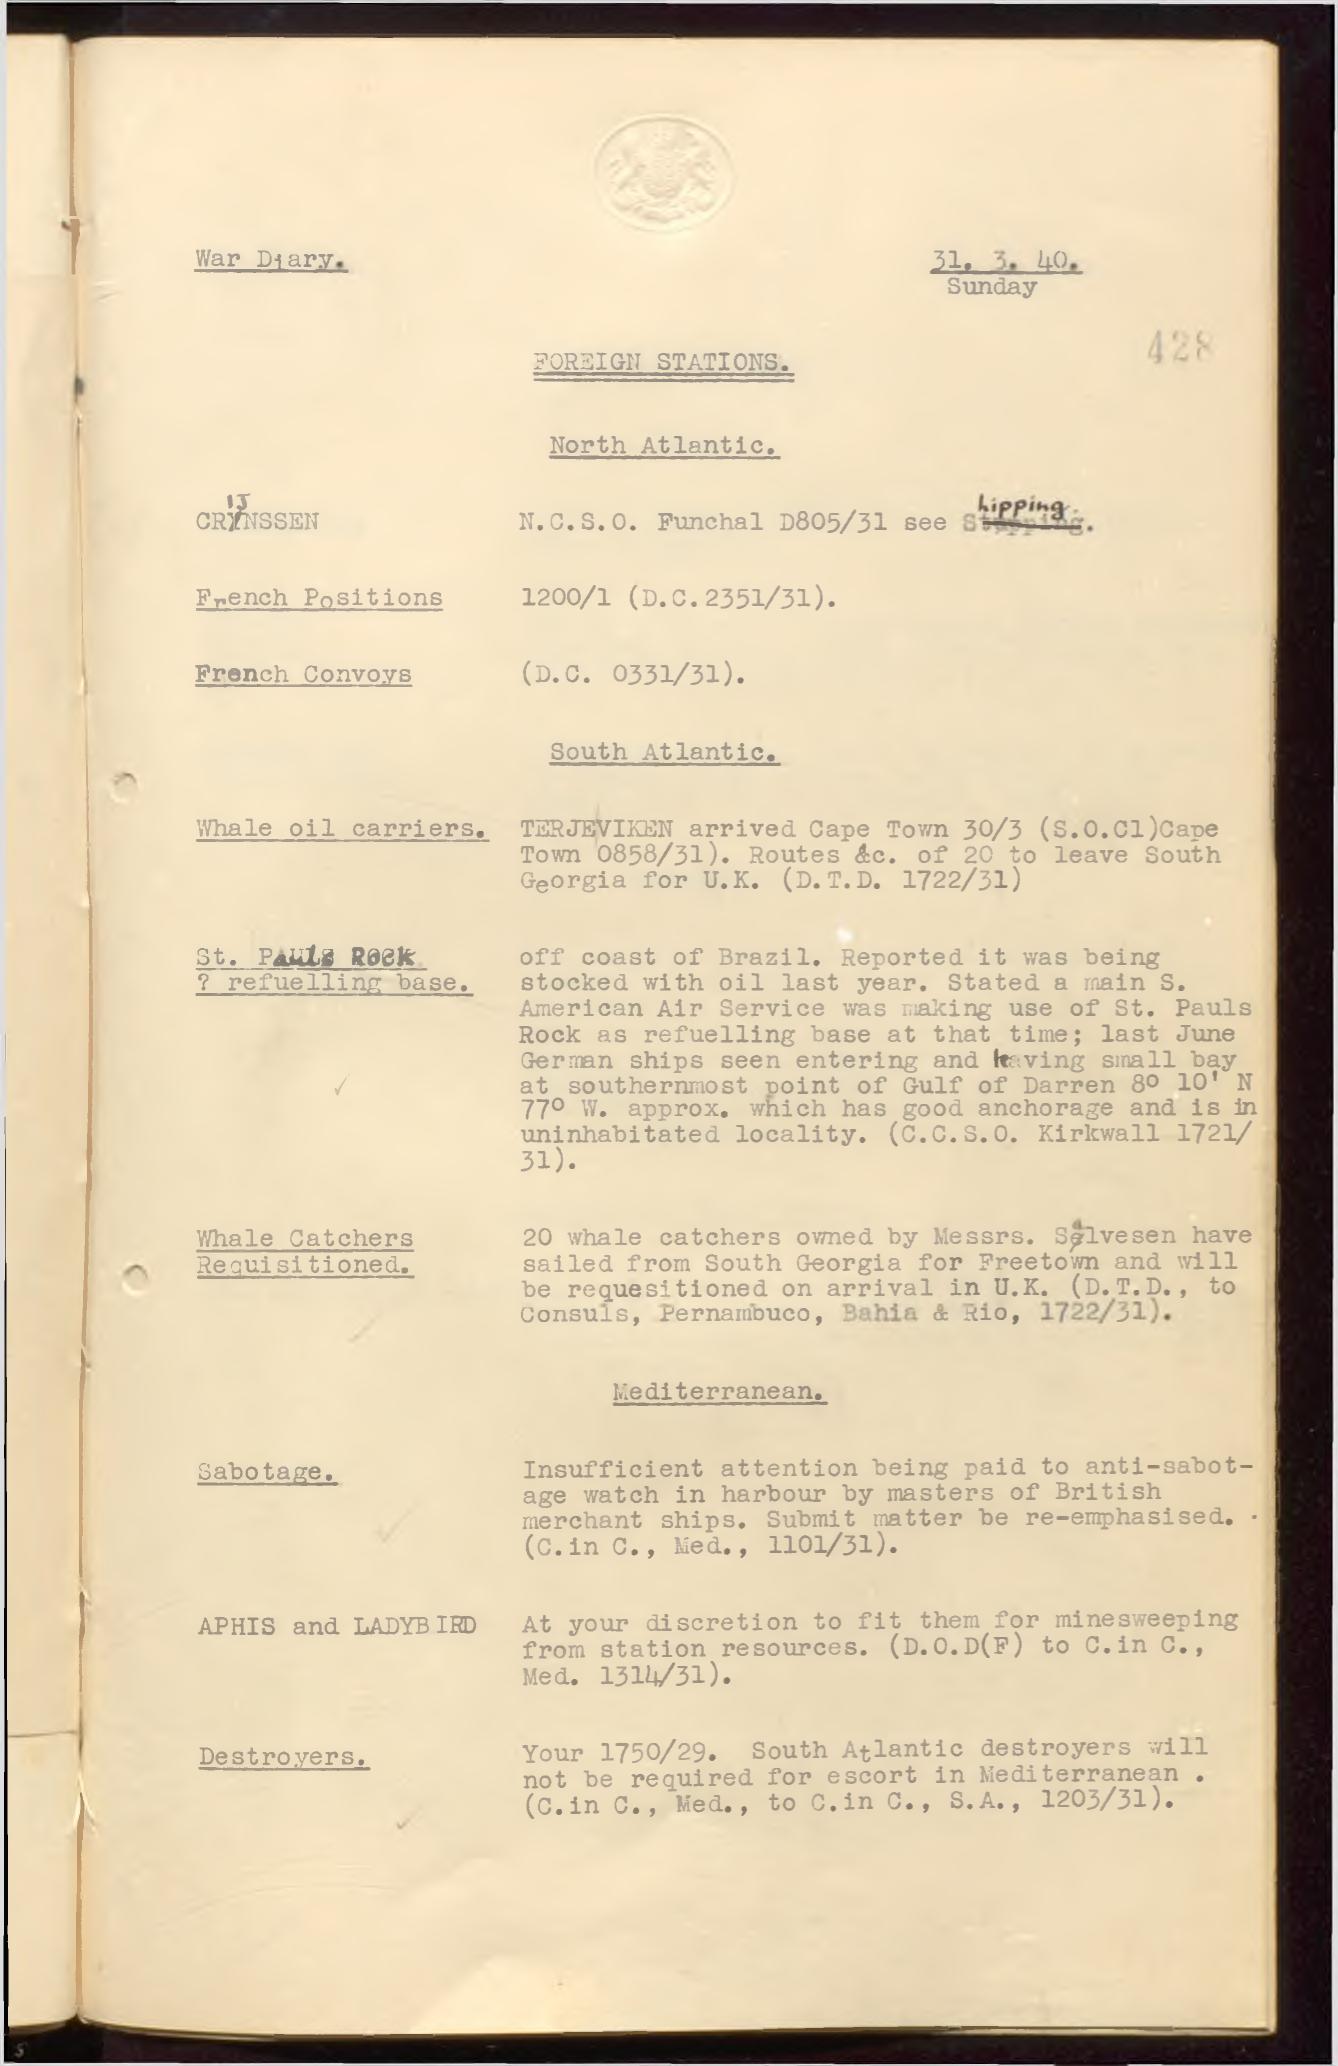 War Diary.
31. 3. 40.
Sunday
428
FOREIGN STATIONS.
North Atlantic.
CRIJNSSEN N.C.S.O. Funchal D805/31 see Shipping.
French Positions 1200/1 (D.C.2351/31).
French Convoys (D.C. 0331/31).
South Atlantic.
Whale oil carriers. TERJEVIKEN arrived Cape Town 30/3 (S.O.Cl)Cape
Town 0858/31). Routes &c. of 20 to leave South
Georgia for U.K. (D.T.D. 1722/31)
St. Pauls Rock off coast of Brazil. Reported it was being
? refuelling base. stocked with oil last year. Stated a main S.
American Air Service was making use of St. Pauls
Rock as refuelling base at that time; last June
German ships seen entering and leaving small bay
at southernmost point of Gulf of Darren 8º 10' N
77º W. approx. which has good anchorage and is in
uninhabitated locality. (C.C.S.O. Kirkwall 1721/
31).
Whale Catchers 20 whale catchers owned by Messrs. Salvesen have
Requisitioned. sailed from South Georgia for Freetown and will
be requesitioned on arrival in U.K. (D.T.D., to
Consuls, Pernambuco, Bahia & Rio, 1722/31).
Mediterranean.
Sabotage. Insufficient attention being paid to anti-sabot-
age watch in harbour by masters of British
merchant ships. Submit matter be re-emphasised.
(C.in C., Med., 1101/31).
APHIS and LADYBIRD At your discretion to fit them for minesweeping
from station resources. (D.O.D(F) to C.in C.,
Med. 1314/31).
Destroyers. Your 1750/29. South Atlantic destroyers will
not be required for escort in Mediterranean .
(C.in C., Med., to C.in C., S.A., 1203/31).